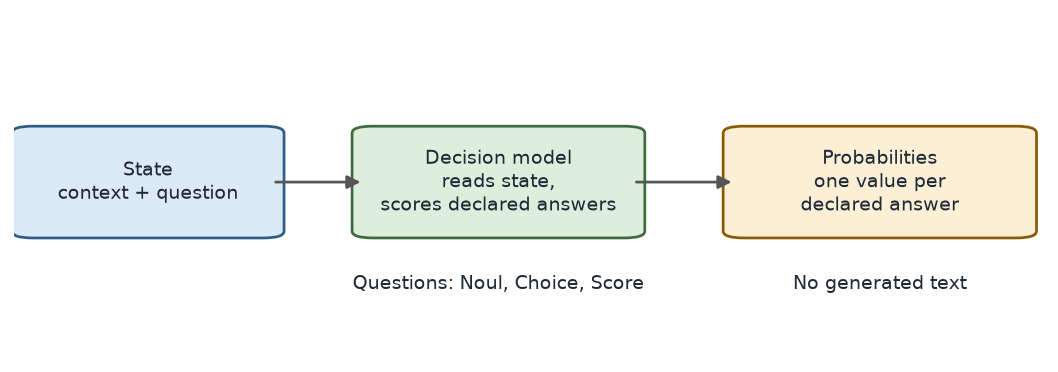 State
context + question
Decision model
reads state,
scores declared answers
Probabilities
one value per
declared answer
Questions: Noul, Choice, Score
No generated text